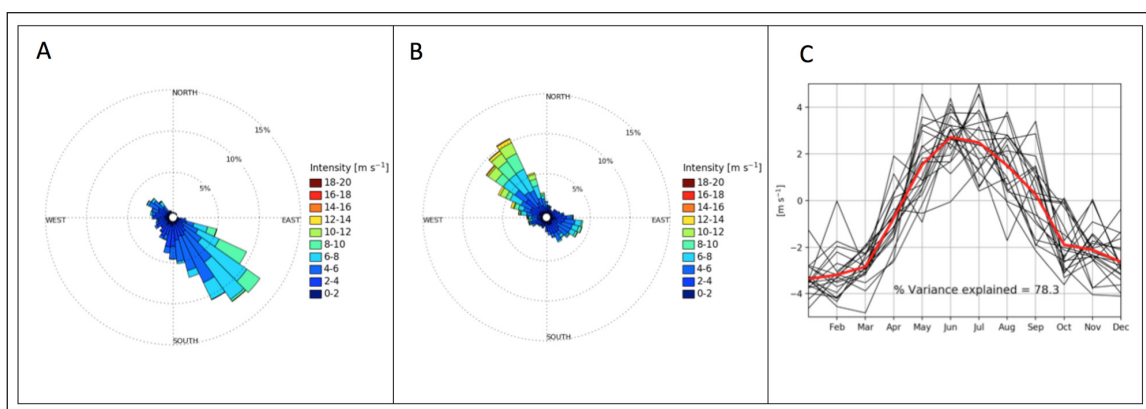 A
NORTH
15%
10%
5%
WEST
EAST
SOUTH
Intensity [m s⁻¹]
18-20
16-18
14-16
12-14
10-12
8-10
6-8
4-6
2-4
0-2
B
NORTH
15%
10%
5%
WEST
EAST
SOUTH
Intensity [m s⁻¹]
18-20
16-18
14-16
12-14
10-12
8-10
6-8
4-6
2-4
0-2
C
4
2
0
−2
−4
[m s⁻¹]
% Variance explained = 78.3
Feb Mar Apr May Jun Jul Aug Sep Oct Nov Dec